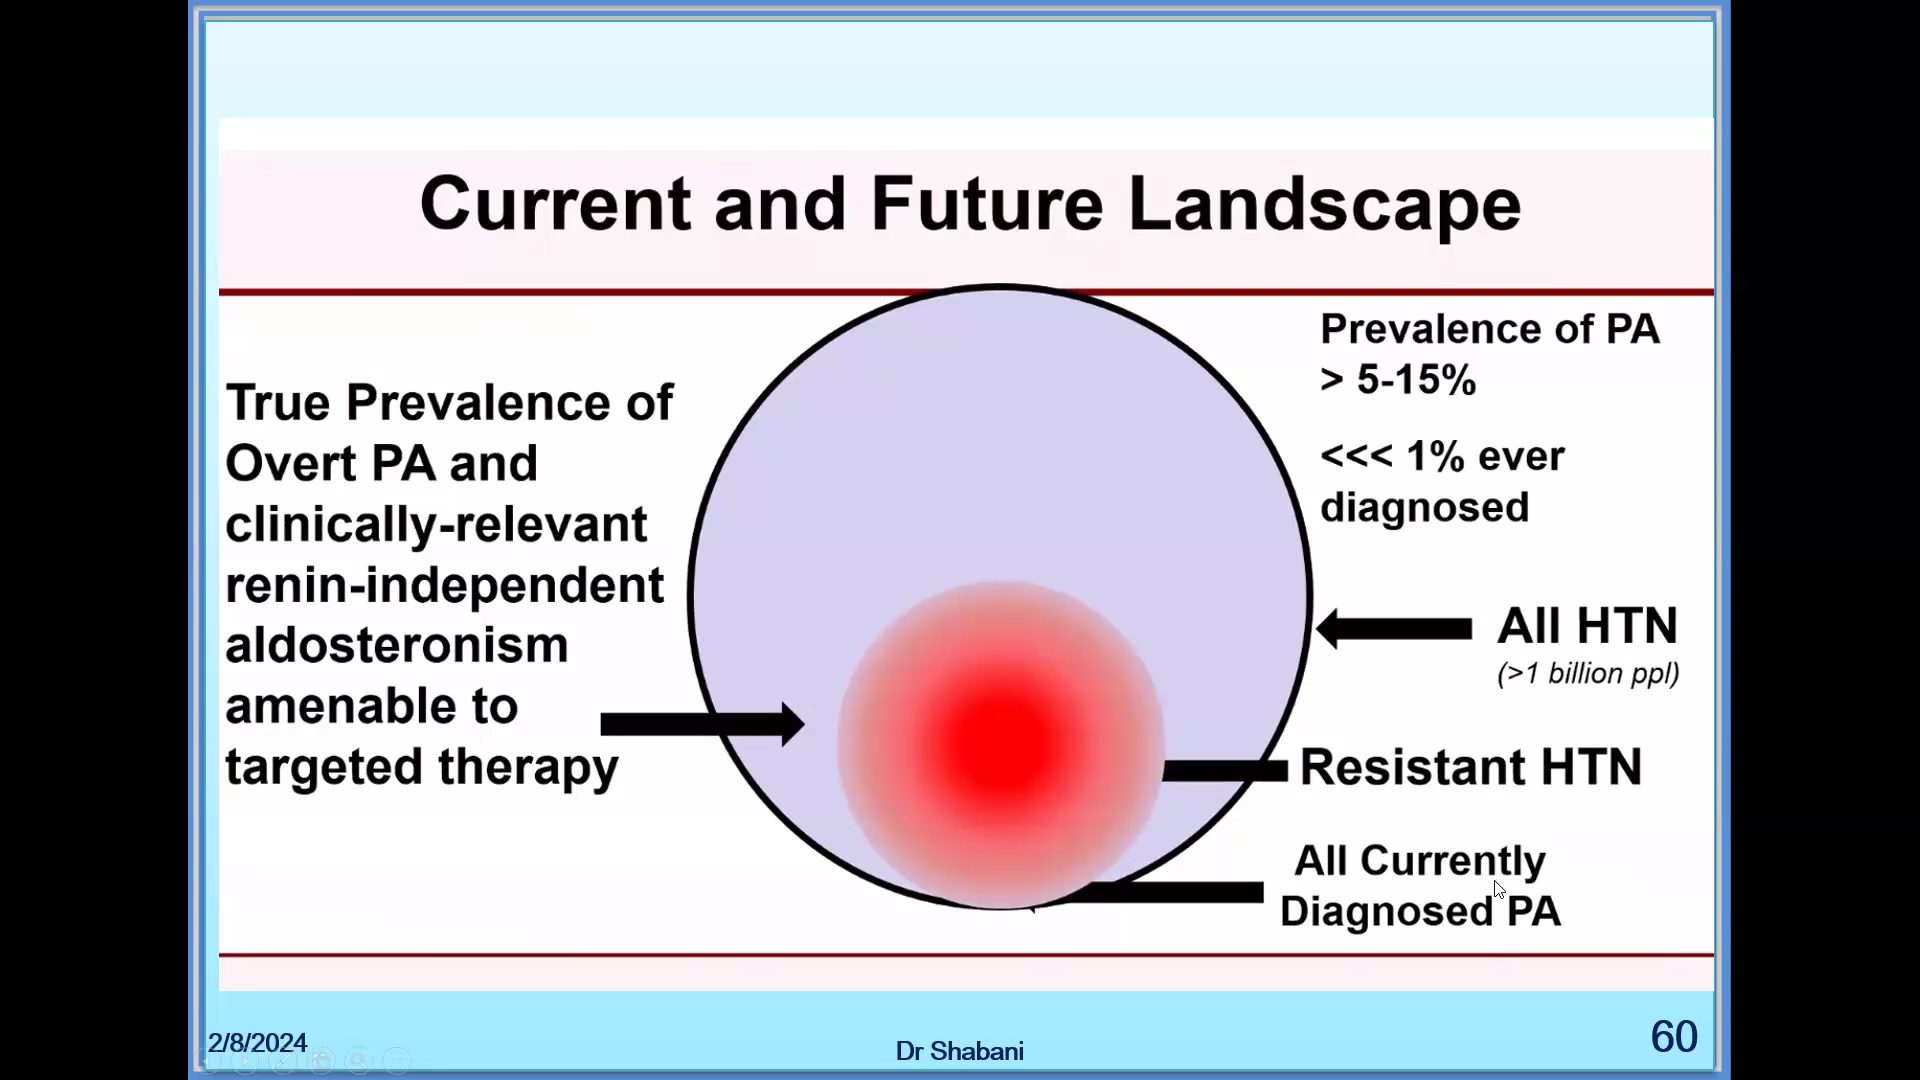 Current and Future Landscape
True Prevalence of
Overt PA and
clinically-relevant
renin-independent
aldosteronism
amenable to
targeted therapy
Prevalence of PA
> 5-15%
<<< 1% ever
diagnosed
All HTN
(>1 billion ppl)
Resistant HTN
All Currently
Diagnosed PA
2/8/2024
Dr Shabani
60